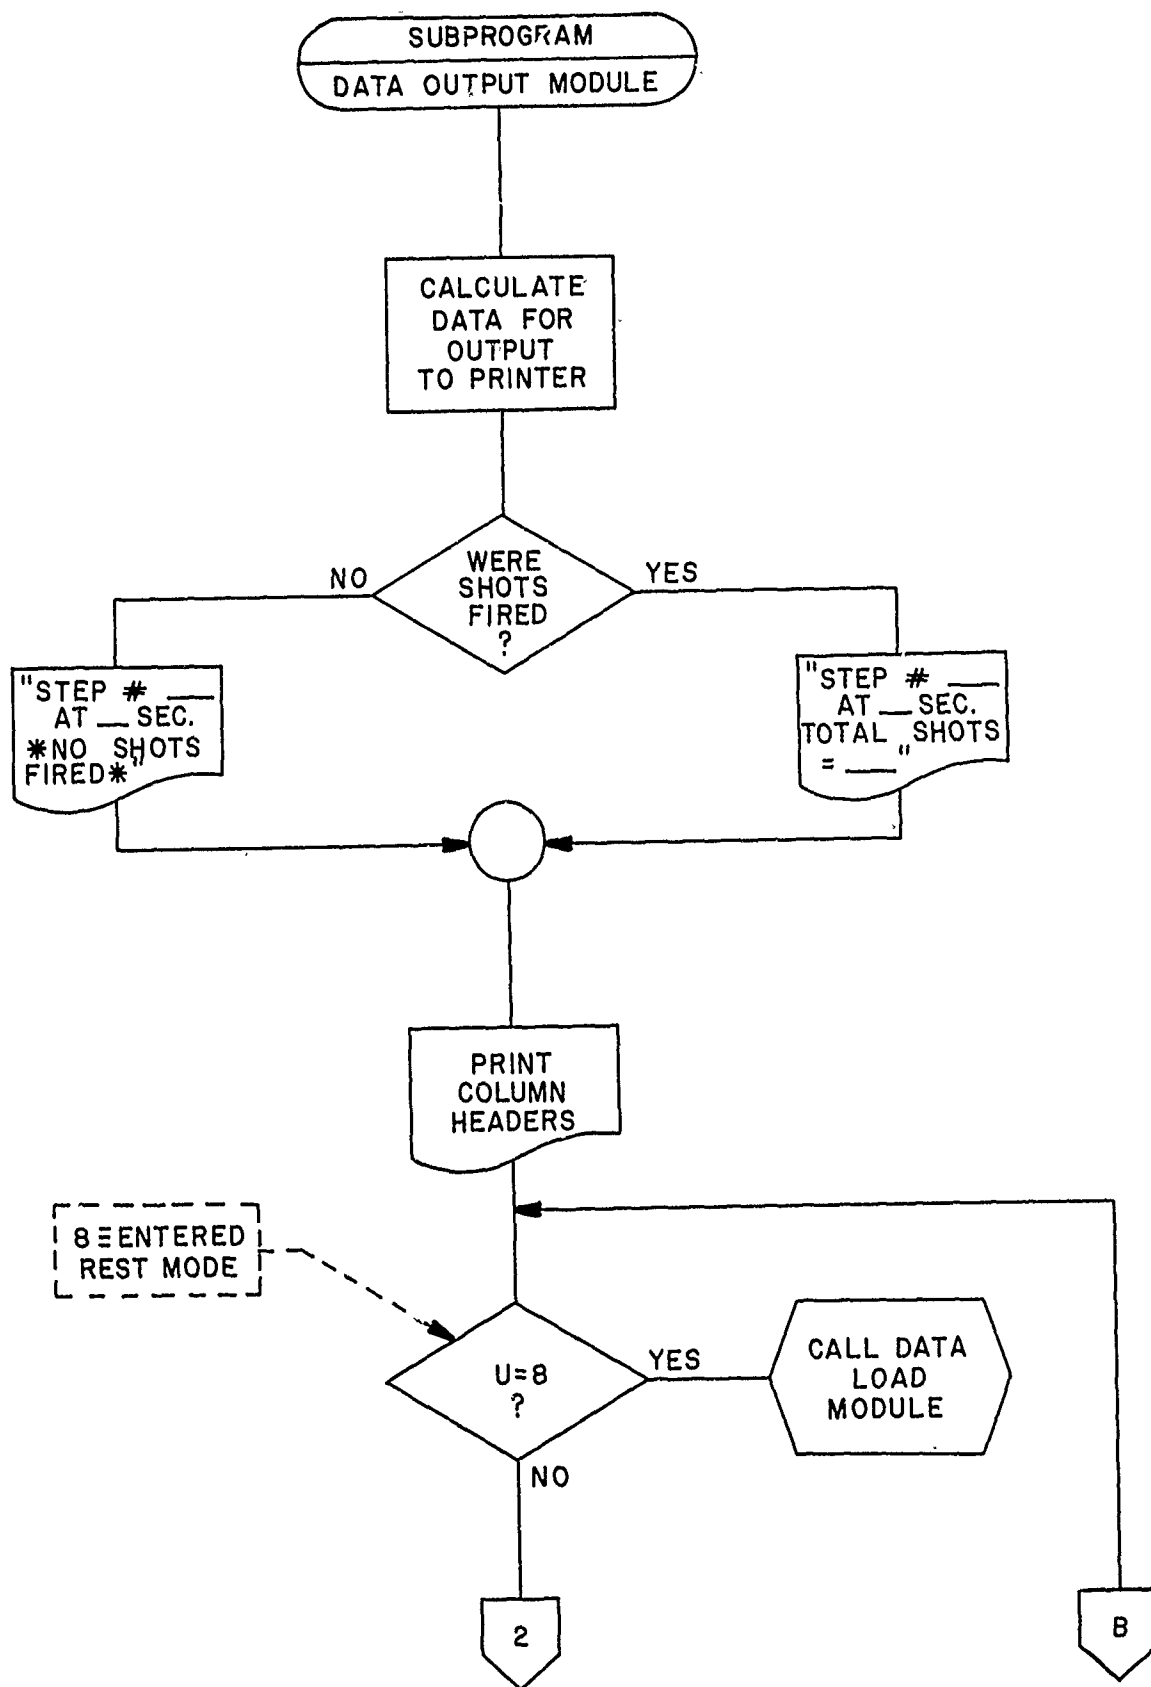 SUBPROGRAM
DATA OUTPUT MODULE
CALCULATE
DATA FOR
OUTPUT
TO PRINTER
WERE
SHOTS
FIRED
?
NO
YES
"STEP # ___
AT __ SEC.
*NO SHOTS
FIRED*"
"STEP # ___
AT __ SEC.
TOTAL SHOTS
= ___"
PRINT
COLUMN
HEADERS
8≡ENTERED
REST MODE
U=8
?
YES
CALL DATA
LOAD
MODULE
NO
2
B